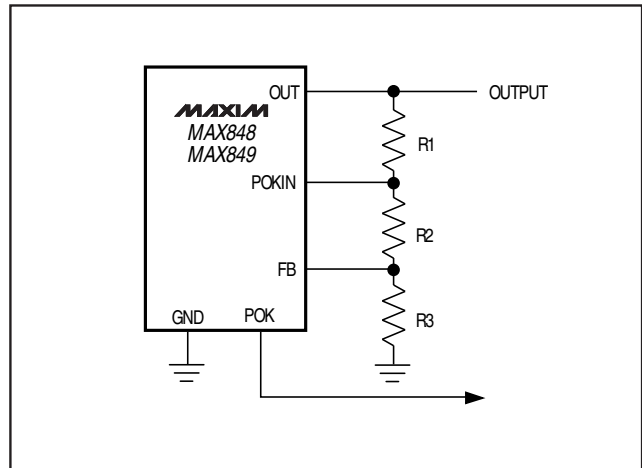 OUT
OUTPUT
MAXIM
MAX848
MAX849
R1
POKIN
R2
FB
R3
GND
POK